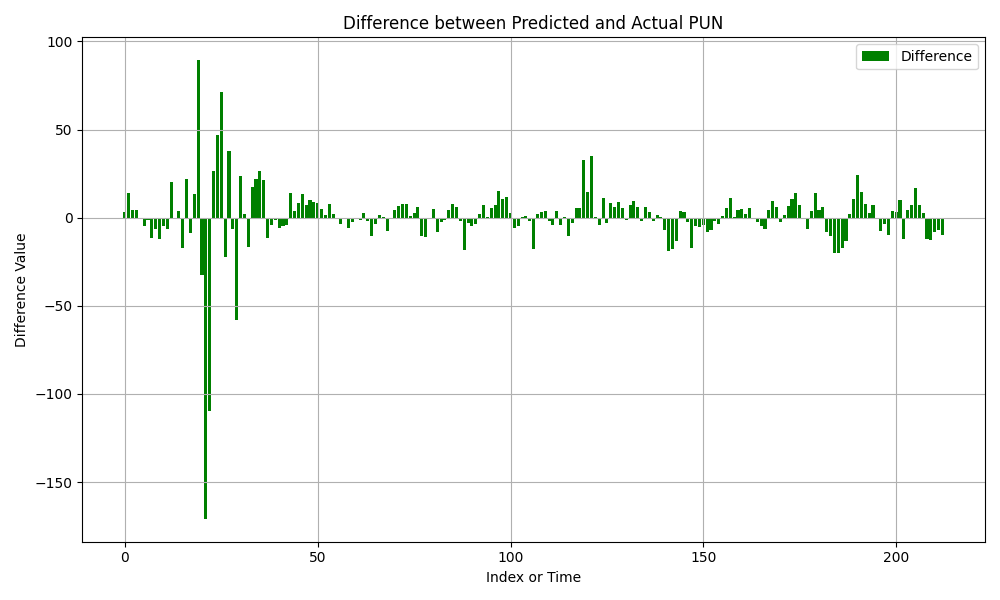 Difference between Predicted and Actual PUN
Difference
100
50
0
−50
−100
−150
Difference Value
0 50 100 150 200
Index or Time